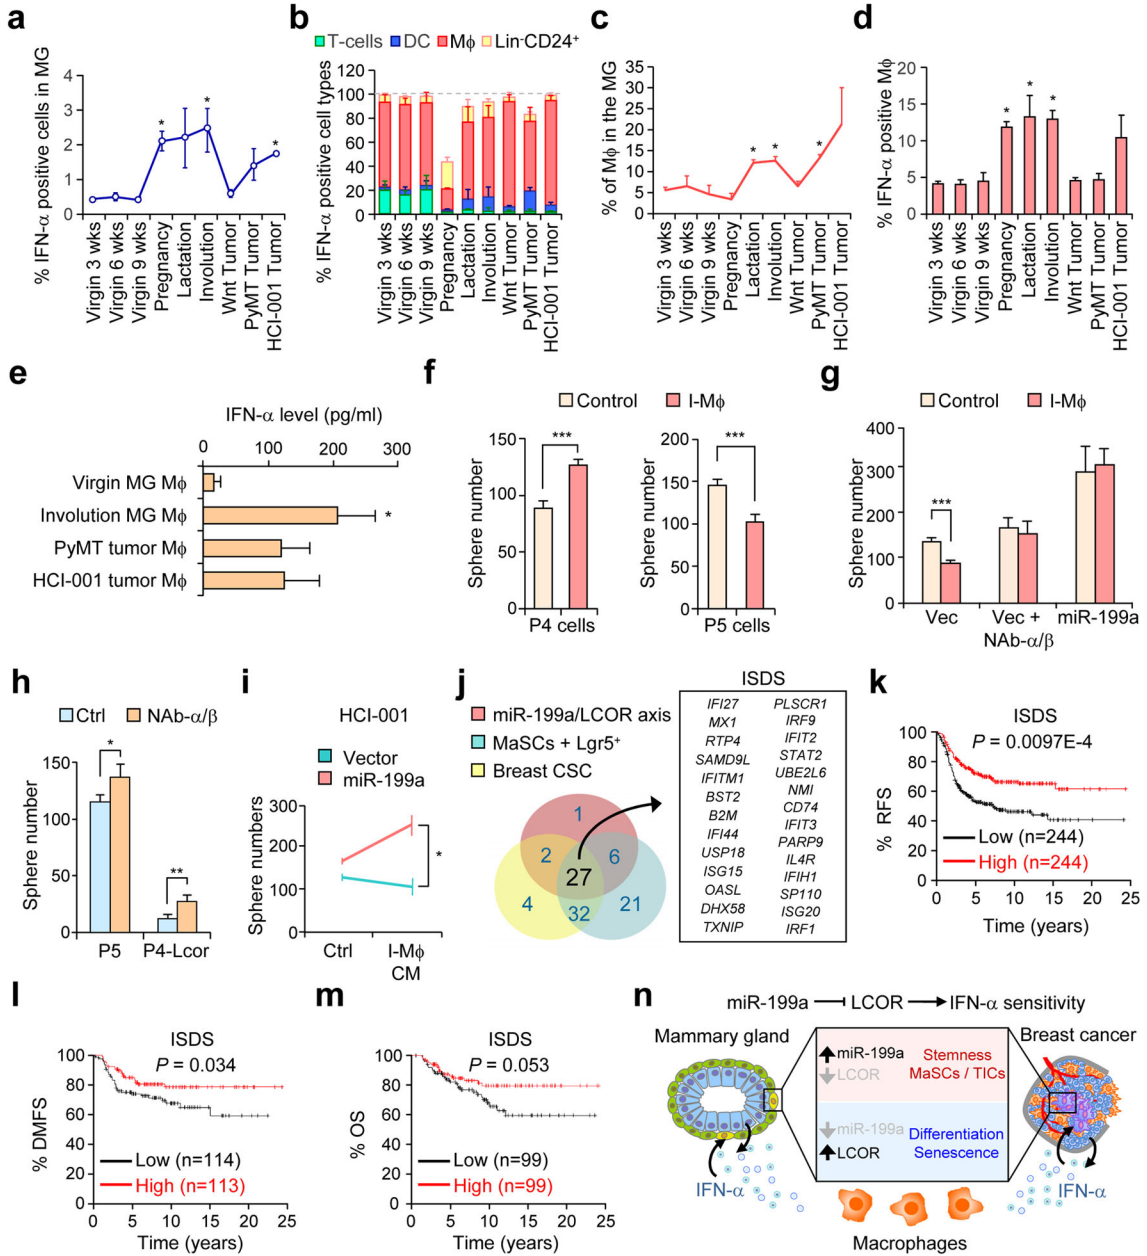 a
% IFN-α positive cells in MG
4
3
2
1
0
*
*
Virgin 3 wks
Virgin 6 wks
Virgin 9 wks
Pregnancy
Lactation
Involution
Wnt Tumor
PyMT Tumor
HCI-001 Tumor
b
T-cells DC Mϕ Lin-CD24+
% IFN-α positive cell types
120
100
80
60
40
20
0
Virgin 3 wks
Virgin 6 wks
Virgin 9 wks
Pregnancy
Lactation
Involution
Wnt Tumor
PyMT Tumor
HCI-001 Tumor
c
% of Mϕ in the MG
35
30
25
20
15
10
5
0
* * *
Virgin 3 wks
Virgin 6 wks
Virgin 9 wks
Pregnancy
Lactation
Involution
Wnt Tumor
PyMT Tumor
HCI-001 Tumor
d
% IFN-α positive Mϕ
20
15
10
5
0
* * *
Virgin 3 wks
Virgin 6 wks
Virgin 9 wks
Pregnancy
Lactation
Involution
Wnt Tumor
PyMT Tumor
HCI-001 Tumor
e
IFN-α level (pg/ml)
0 100 200 300
Virgin MG Mϕ
Involution MG Mϕ *
PyMT tumor Mϕ
HCI-001 tumor Mϕ
f
Control I-Mϕ
Sphere number
150
100
50
0
***
P4 cells
Sphere number
200
150
100
50
0
***
P5 cells
g
Control I-Mϕ
Sphere number
400
300
200
100
0
***
Vec Vec + miR-199a
NAb-α/β
h
Ctrl NAb-α/β
Sphere number
150
100
50
0
*
**
P5 P4-Lcor
i
HCI-001
Vector
miR-199a
Sphere numbers
300
200
100
0
*
Ctrl I-Mϕ
CM
j
miR-199a/LCOR axis
MaSCs + Lgr5+
Breast CSC
1
2 6
27
4 32 21
ISDS
IFI27
MX1
RTP4
SAMD9L
IFITM1
BST2
B2M
IFI44
USP18
ISG15
OASL
DHX58
TXNIP
PLSCR1
IRF9
IFIT2
STAT2
UBE2L6
NMI
CD74
IFIT3
PARP9
IL4R
IFIH1
SP110
ISG20
IRF1
k
ISDS
P = 0.0097E-4
% RFS
100
80
60
40
20
0
Low (n=244)
High (n=244)
0 5 10 15 20 25
Time (years)
l
ISDS
P = 0.034
% DMFS
100
80
60
40
20
0
Low (n=114)
High (n=113)
0 5 10 15 20 25
Time (years)
m
ISDS
P = 0.053
% OS
100
80
60
40
20
0
Low (n=99)
High (n=99)
0 5 10 15 20 25
Time (years)
n
miR-199a LCOR IFN-α sensitivity
Mammary gland
Breast cancer
miR-199a
LCOR
Stemness
MaSCs / TICs
miR-199a
LCOR
Differentiation
Senescence
IFN-α
IFN-α
Macrophages